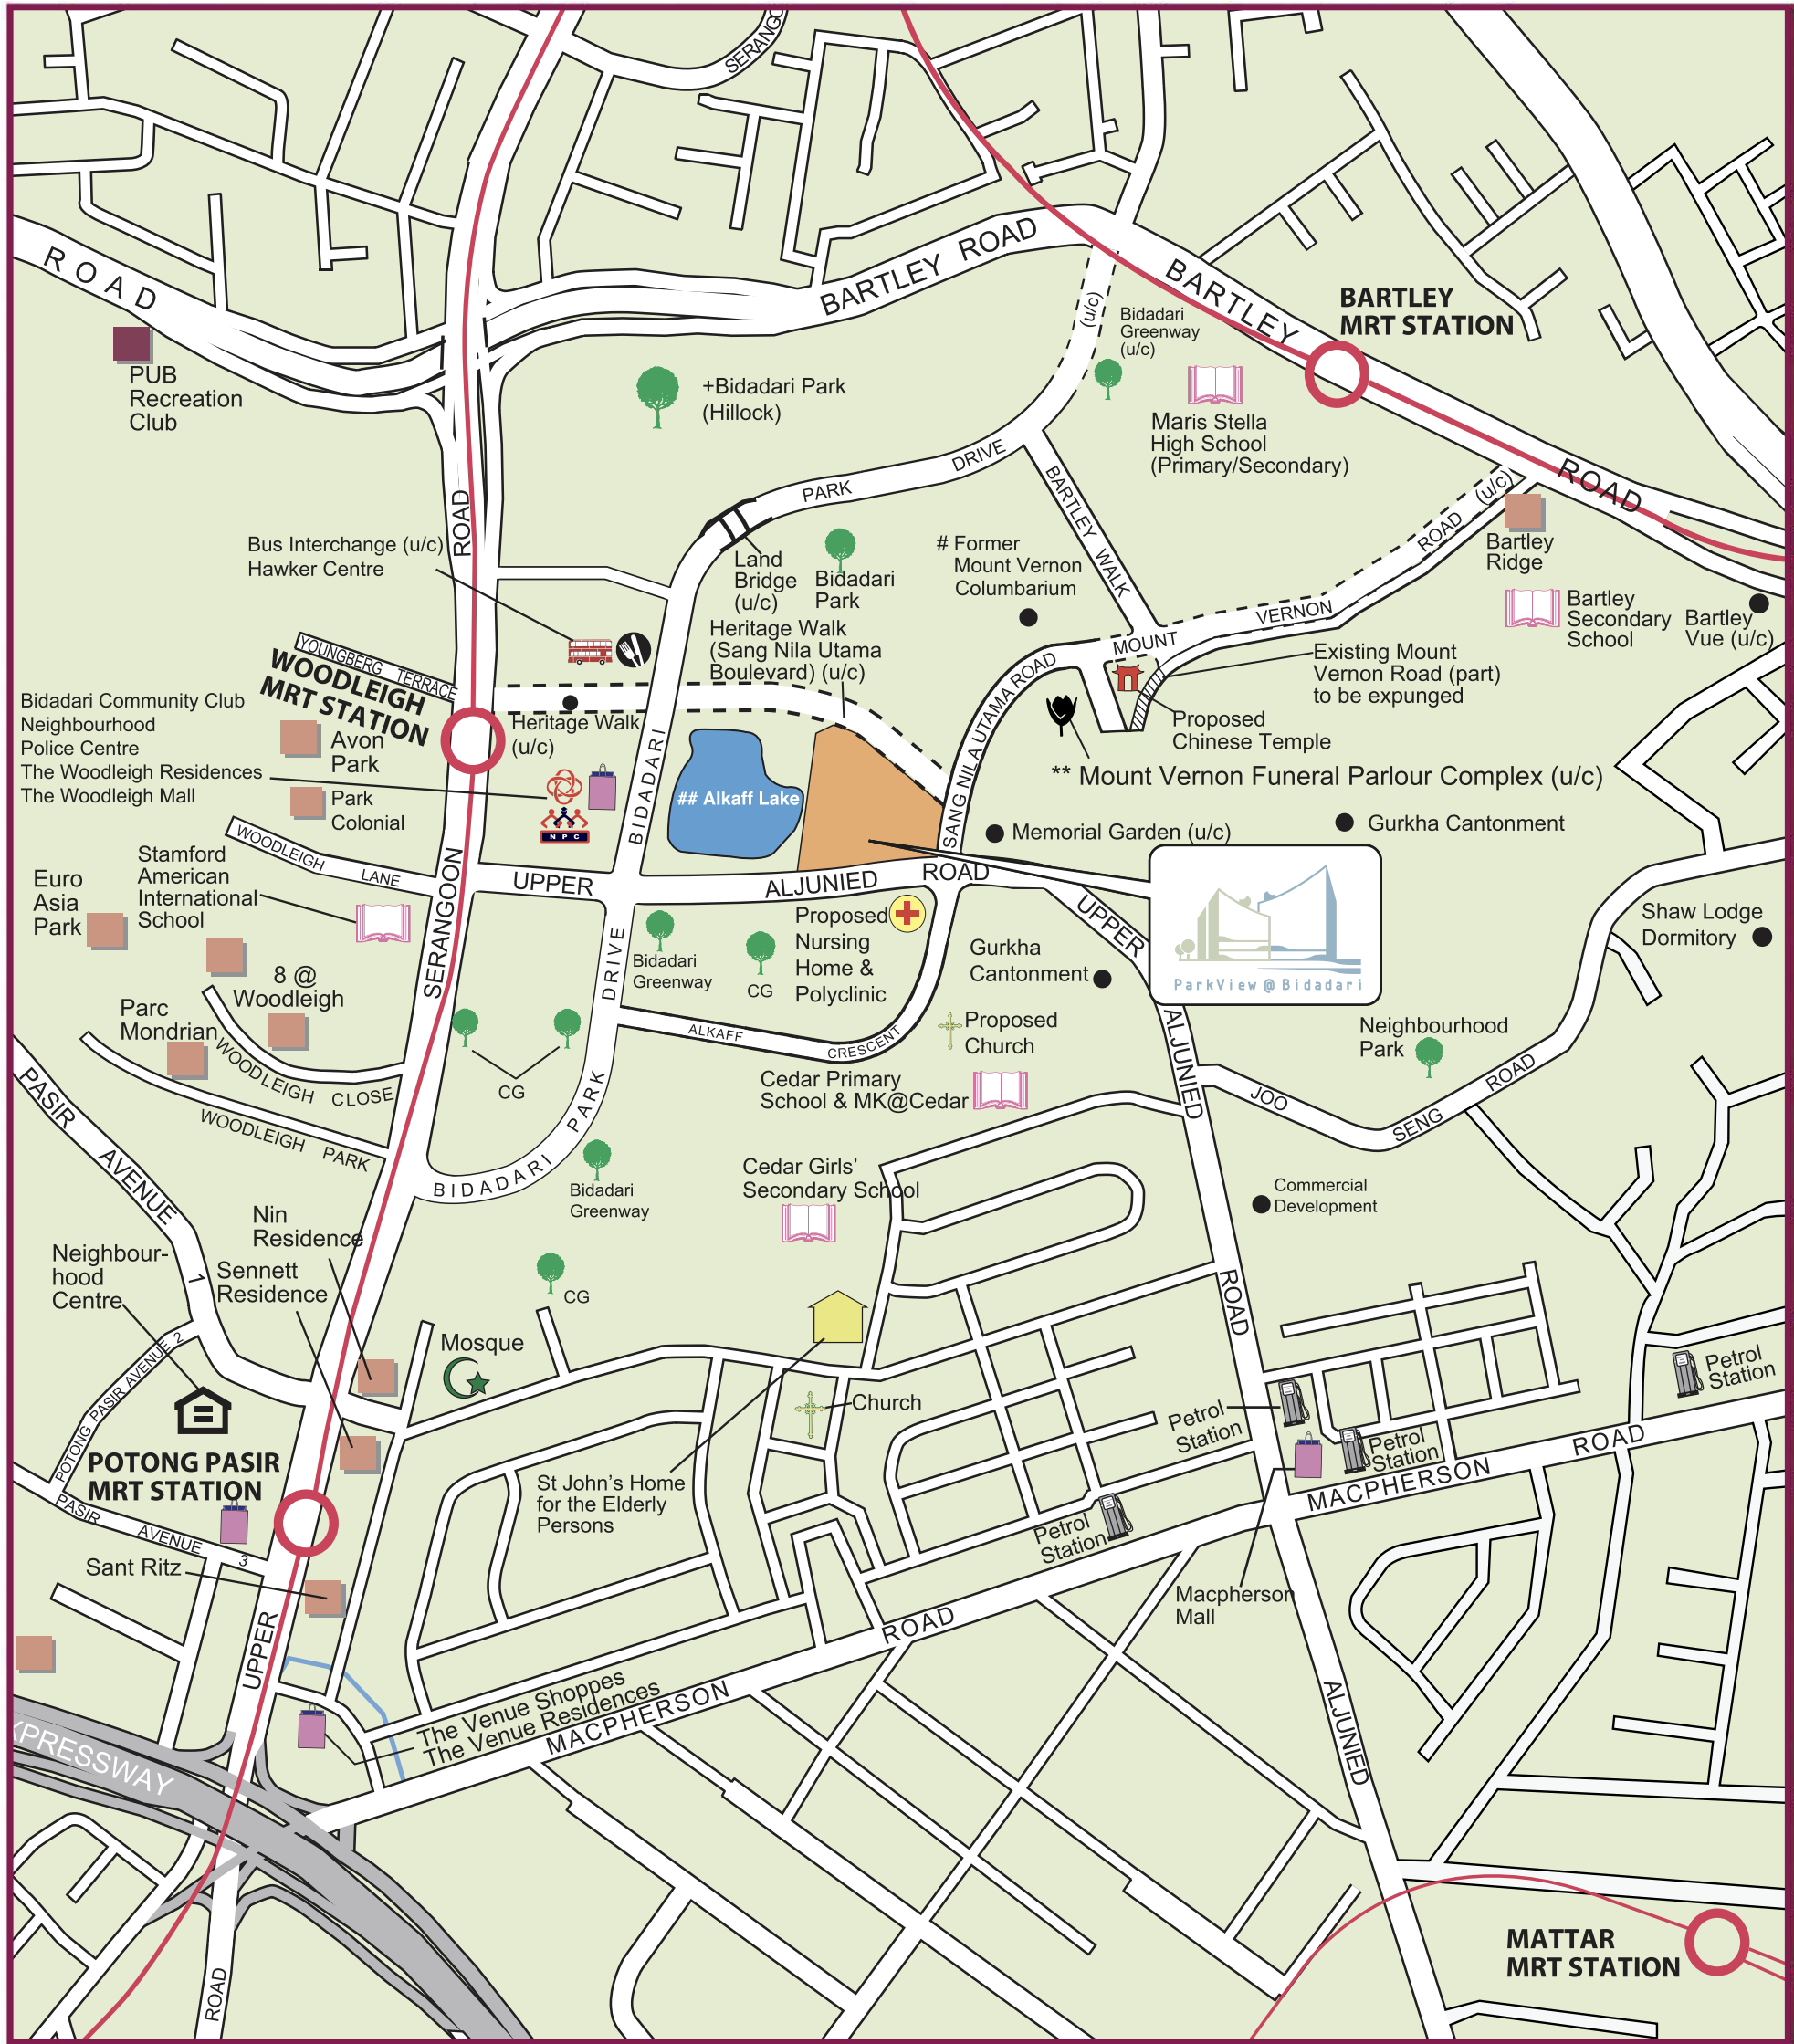 SERANGO
ROAD
BARTLEY ROAD
BARTLEY
ROAD
BARTLEY
MRT STATION
(u/c)
Bidadari
Greenway
(u/c)
PUB
Recreation
Club
+Bidadari Park
(Hillock)
Maris Stella
High School
(Primary/Secondary)
PARK
DRIVE
BARTLEY WALK
ROAD
ROAD
(u/c)
Bartley
Ridge
Bus Interchange (u/c)
Hawker Centre
Land
Bridge
(u/c)
Bidadari
Park
# Former
Mount Vernon
Columbarium
Bartley
Secondary
School
Bartley
Vue (u/c)
Heritage Walk
(Sang Nila Utama
Boulevard) (u/c)
MOUNT
VERNON
Existing Mount
Vernon Road (part)
to be expunged
YOUNGBERG TERRACE
WOODLEIGH
MRT STATION
Bidadari Community Club
Neighbourhood
Police Centre
The Woodleigh Residences
The Woodleigh Mall
Avon
Park
Park
Colonial
Heritage Walk
(u/c)
NPC
BIDADARI
## Alkaff Lake
SANG NILA UTAMA ROAD
Proposed
Chinese Temple
** Mount Vernon Funeral Parlour Complex (u/c)
Memorial Garden (u/c)
Gurkha Cantonment
WOODLEIGH LANE
Stamford
American
International
School
Euro
Asia
Park
SERANGOON
UPPER
ALJUNIED
ROAD
UPPER
ParkView@Bidadari
Shaw Lodge
Dormitory
8 @
Woodleigh
Parc
Mondrian
DRIVE
Bidadari
Greenway
CG
Proposed
Nursing
Home &
Polyclinic
Gurkha
Cantonment
Proposed
Church
ALKAFF
CRESCENT
ALJUNIED
Neighbourhood
Park
JOO
SENG
ROAD
WOODLEIGH CLOSE
WOODLEIGH PARK
CG
PARK
BIDADARI
Cedar Primary
School & MK@Cedar
PASIR
AVENUE
1
Bidadari
Greenway
Cedar Girls'
Secondary School
Commercial
Development
Nin
Residence
Neighbour-
hood
Centre
Sennett
Residence
CG
ROAD
POTONG PASIR AVENUE 2
Mosque
Church
Petrol
Station
Petrol
Station
Petrol
Station
Petrol
Station
MACPHERSON
ROAD
POTONG PASIR
MRT STATION
St John's Home
for the Elderly
Persons
PASIR
AVENUE
3
Sant Ritz
Macpherson
Mall
UPPER
The Venue Shoppes
The Venue Residences
MACPHERSON
ROAD
ALJUNIED
XPRESSWAY
ROAD
MATTAR
MRT STATION